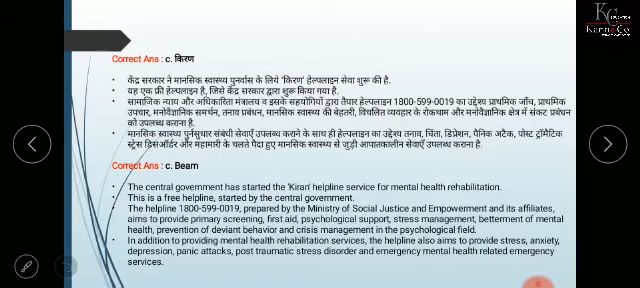 Correct Ans : c. किरण
• केंद्र सरकार ने मानसिक स्वास्थ्य पुनर्वास के लिये 'किरण' हेल्पलाइन सेवा शुरू की है.
• यह एक फ्री हेल्पलाइन है, जिसे केंद्र सरकार द्वारा शुरू किया गया है.
• सामाजिक न्याय और अधिकारिता मंत्रालय व इसके सहयोगियों द्वारा तैयार हेल्पलाइन 1800-599-0019 का उद्देश्य प्राथमिक जाँच, प्राथमिक
उपचार, मनोवैज्ञानिक समर्थन, तनाव प्रबंधन, मानसिक स्वास्थ्य की बेहतरी, विचलित व्यवहार के रोकथाम और मनोवैज्ञानिक क्षेत्र में संकट प्रबंधन
को उपलब्ध कराना है.
• मानसिक स्वास्थ्य पुर्नसुधार संबंधी सेवाएँ उपलब्ध कराने के साथ ही हेल्पलाइन का उद्देश्य तनाव, चिंता, डिप्रेशन, पैनिक अटैक, पोस्ट ट्रॉमैटिक
स्ट्रेस डिसऑर्डर और महामारी के चलते पैदा हुए मानसिक स्वास्थ्य से जुड़ी आपातकालीन सेवाएँ उपलब्ध कराना है.
Correct Ans : c. Beam
• The central government has started the 'Kiran' helpline service for mental health rehabilitation.
• This is a free helpline, started by the central government.
• The helpline 1800-599-0019, prepared by the Ministry of Social Justice and Empowerment and its affiliates,
aims to provide primary screening, first aid, psychological support, stress management, betterment of mental
health, prevention of deviant behavior and crisis management in the psychological field.
• In addition to providing mental health rehabilitation services, the helpline also aims to provide stress, anxiety,
depression, panic attacks, post traumatic stress disorder and emergency mental health related emergency
services.